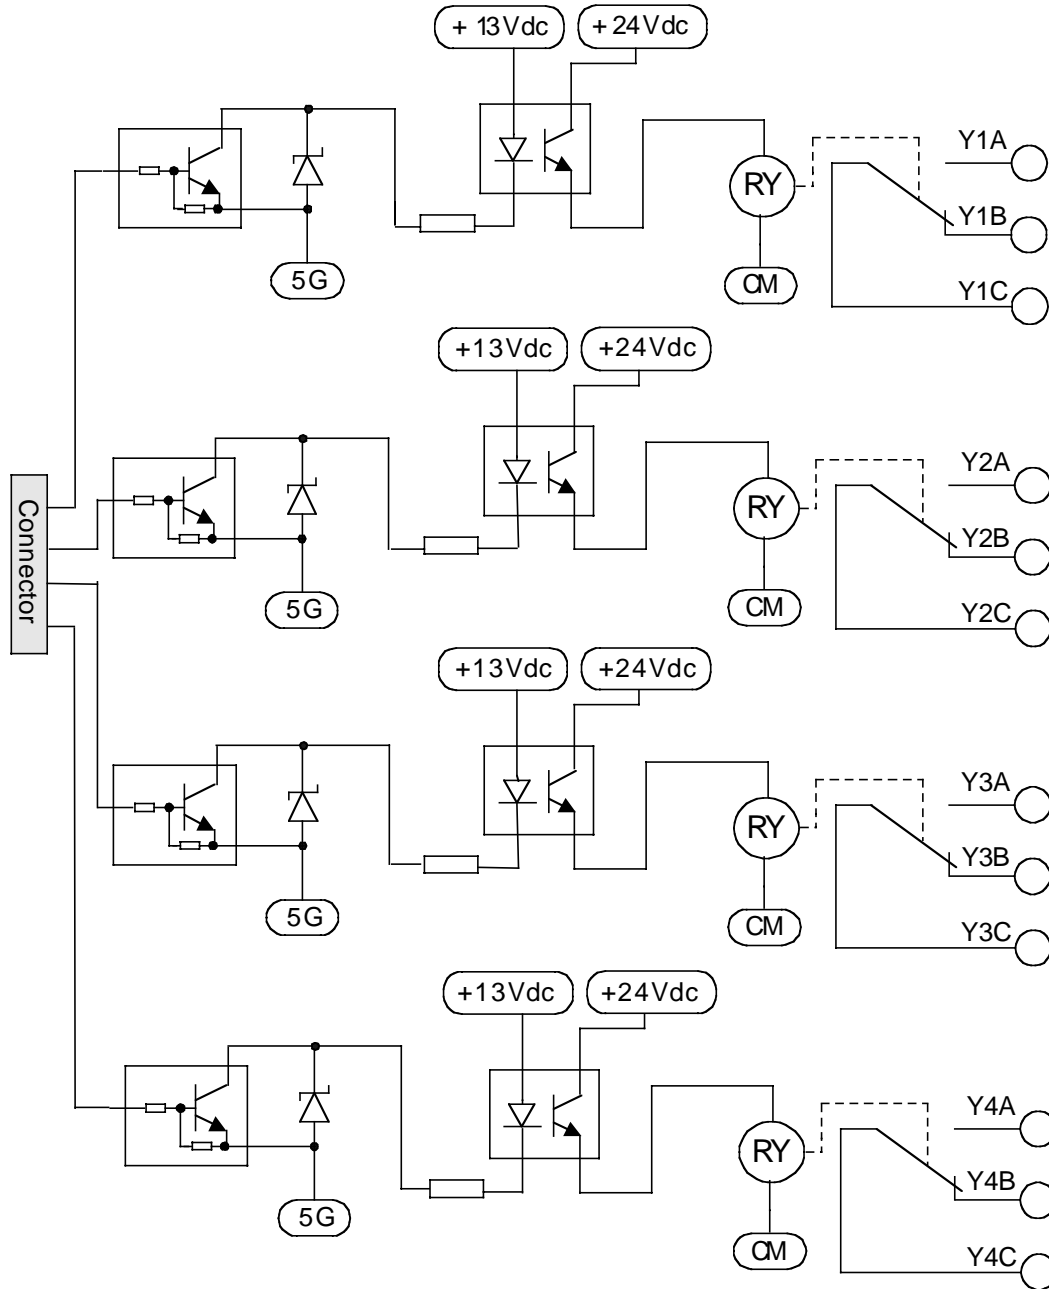 + 13Vdc
+ 24Vdc
RY
CM
5G
Y1A
Y1B
Y1C
+13Vdc
+24Vdc
RY
CM
5G
Y2A
Y2B
Y2C
Connector
+13Vdc
+24Vdc
RY
CM
5G
Y3A
Y3B
Y3C
+13Vdc
+24Vdc
RY
CM
5G
Y4A
Y4B
Y4C